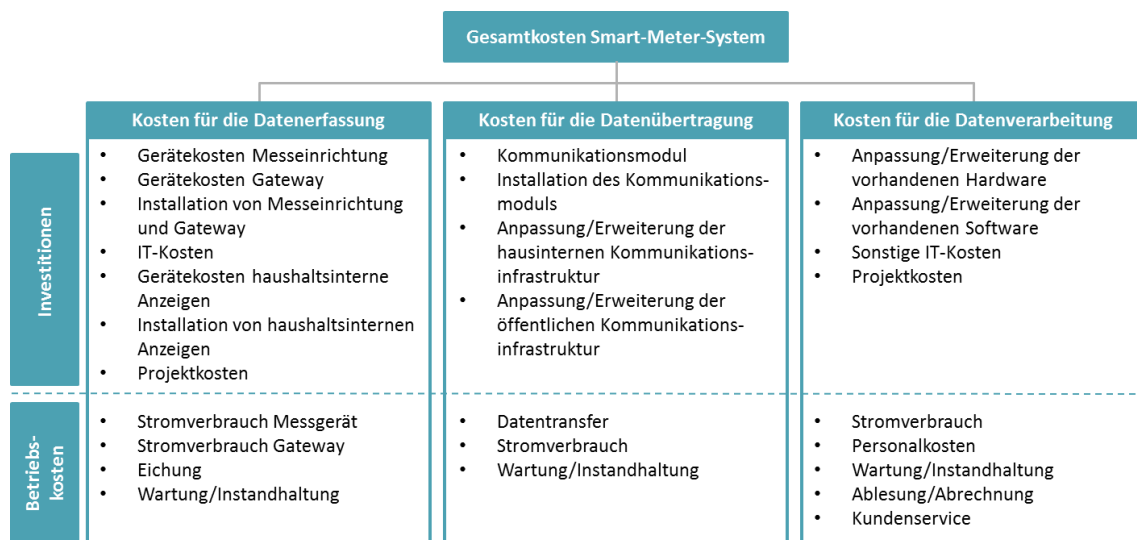 Gesamtkosten Smart-Meter-System
Kosten für die Datenerfassung
Kosten für die Datenübertragung
Kosten für die Datenverarbeitung
Investitionen
• Gerätekosten Messeinrichtung
• Gerätekosten Gateway
• Installation von Messeinrichtung
und Gateway
• IT-Kosten
• Gerätekosten haushaltsinterne
Anzeigen
• Installation von haushaltsinternen
Anzeigen
• Projektkosten
• Kommunikationsmodul
• Installation des Kommunikations-
moduls
• Anpassung/Erweiterung der
hausinternen Kommunikations-
infrastruktur
• Anpassung/Erweiterung der
öffentlichen Kommunikations-
infrastruktur
• Anpassung/Erweiterung der
vorhandenen Hardware
• Anpassung/Erweiterung der
vorhandenen Software
• Sonstige IT-Kosten
• Projektkosten
Betriebs-
kosten
• Stromverbrauch Messgerät
• Stromverbrauch Gateway
• Eichung
• Wartung/Instandhaltung
• Datentransfer
• Stromverbrauch
• Wartung/Instandhaltung
• Stromverbrauch
• Personalkosten
• Wartung/Instandhaltung
• Ablesung/Abrechnung
• Kundenservice